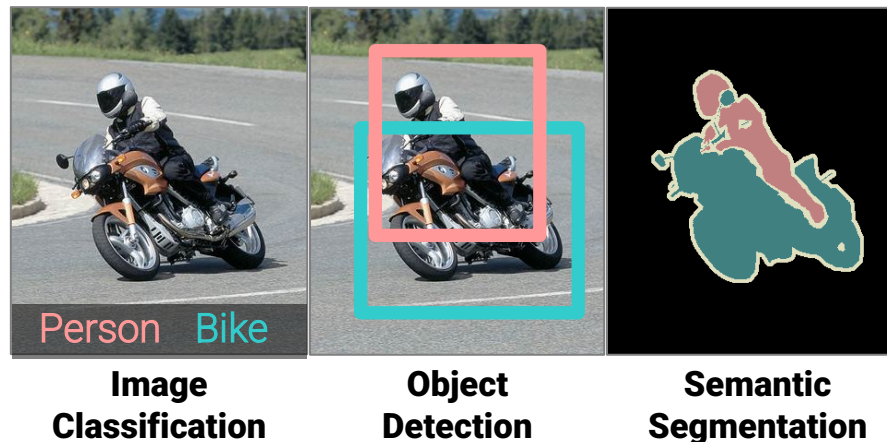 Person Bike
Image
Classification
Object
Detection
Semantic
Segmentation